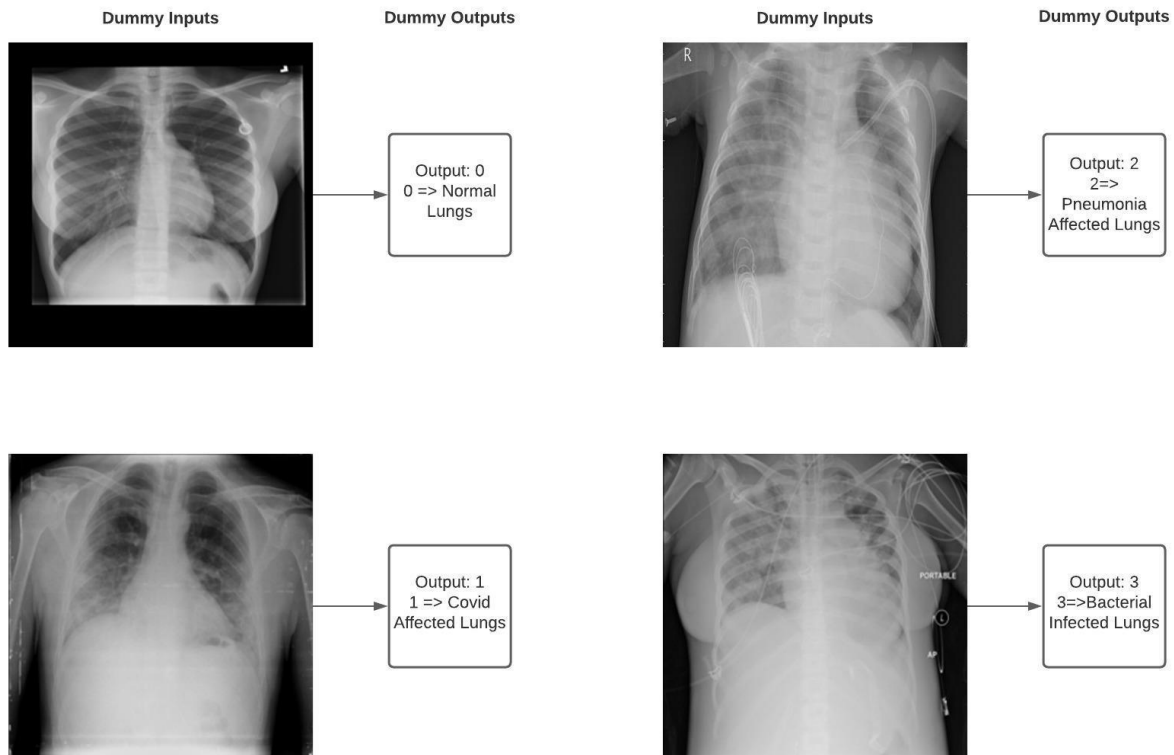 Dummy Inputs
Dummy Outputs
Output: 0
0 => Normal
Lungs
Dummy Inputs
Dummy Outputs
R
Output: 2
2=>
Pneumonia
Affected Lungs
Output: 1
1 => Covid
Affected Lungs
PORTABLE
L
AP
Output: 3
3=>Bacterial
Infected Lungs